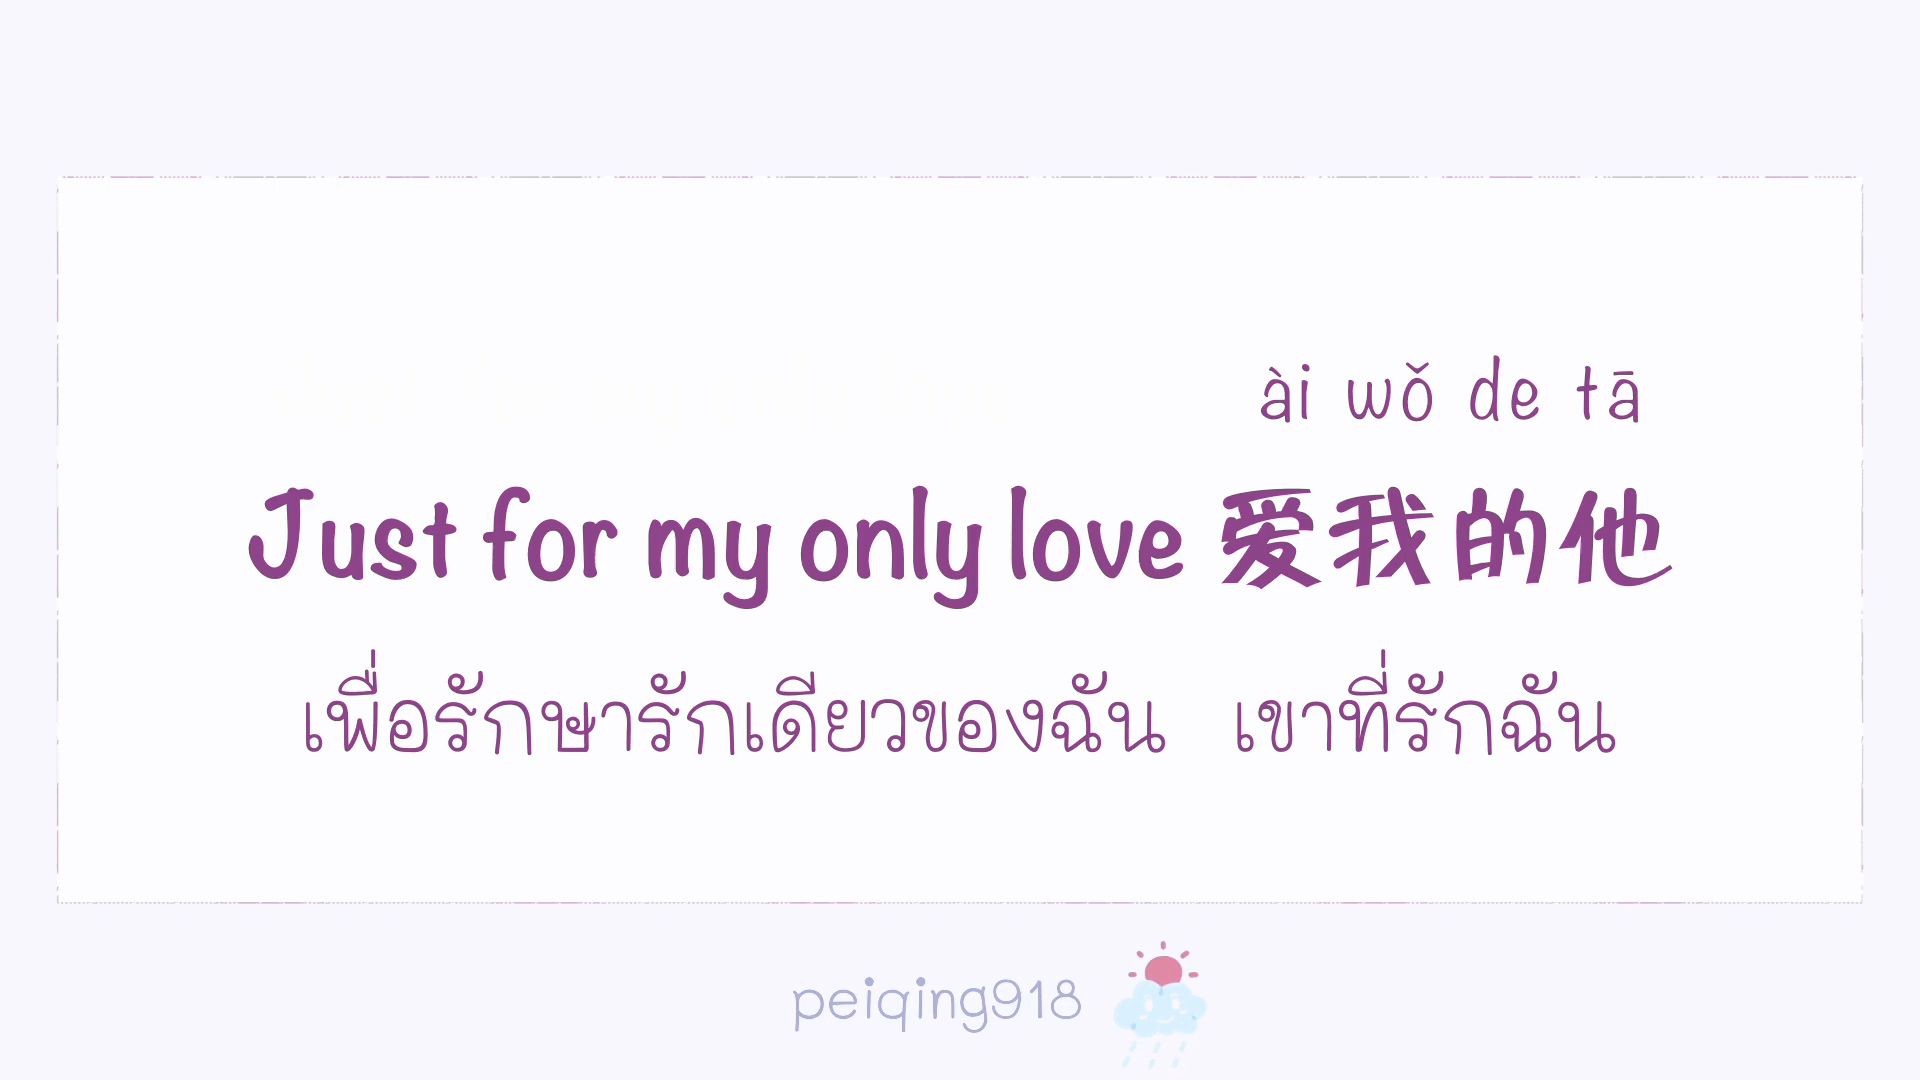 ài wǒ de tā
Just for my only love 爱我的他
เพื่อรักษารักเดียวของฉัน เขาที่รักฉัน
peiqing918